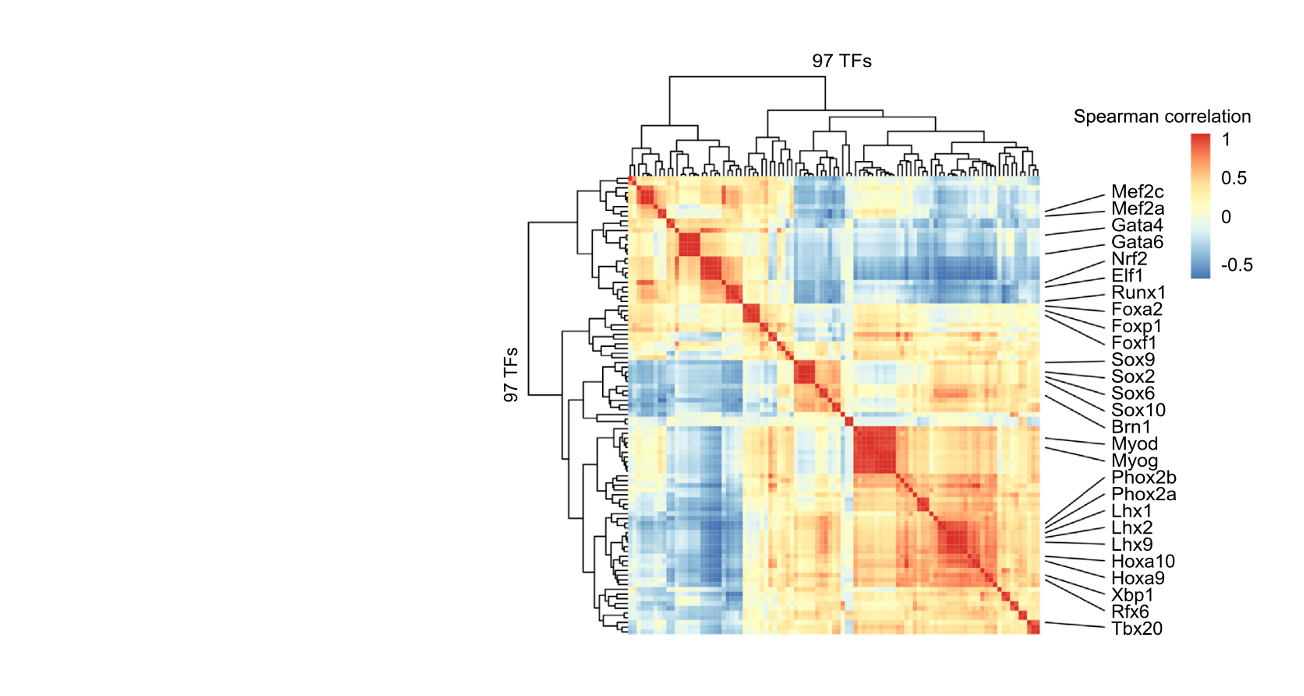 97 TFs
Spearman correlation
1
0.5
0
-0.5
97 TFs
Mef2c
Mef2a
Gata4
Gata6
Nrf2
Elf1
Runx1
Foxa2
Foxp1
Foxf1
Sox9
Sox2
Sox6
Sox10
Brn1
Myod
Myog
Phox2b
Phox2a
Lhx1
Lhx2
Lhx9
Hoxa10
Hoxa9
Xbp1
Rfx6
Tbx20